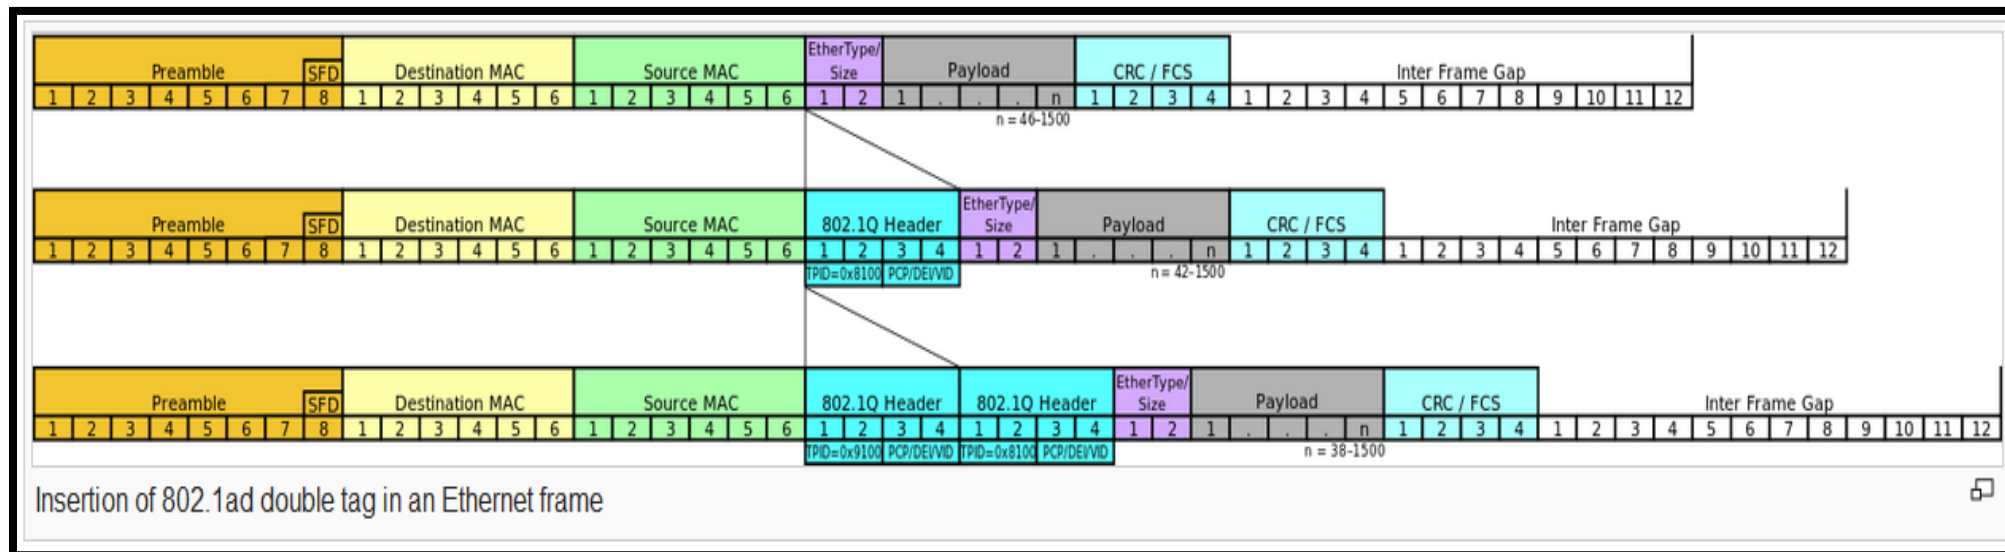 EtherType/
Preamble SFD Destination MAC Source MAC Size Payload CRC / FCS Inter Frame Gap
1 2 3 4 5 6 7 8 1 2 3 4 5 6 1 2 3 4 5 6 1 2 1 . . . n 1 2 3 4 1 2 3 4 5 6 7 8 9 10 11 12
n = 46-1500
EtherType/
Preamble SFD Destination MAC Source MAC 802.1Q Header Size Payload CRC / FCS Inter Frame Gap
1 2 3 4 5 6 7 8 1 2 3 4 5 6 1 2 3 4 5 6 1 2 3 4 1 2 1 . . . n 1 2 3 4 1 2 3 4 5 6 7 8 9 10 11 12
TPID=0x8100 PCP/DEI/VID n = 42-1500
EtherType/
Preamble SFD Destination MAC Source MAC 802.1Q Header 802.1Q Header Size Payload CRC / FCS Inter Frame Gap
1 2 3 4 5 6 7 8 1 2 3 4 5 6 1 2 3 4 5 6 1 2 3 4 1 2 3 4 1 2 1 . . . n 1 2 3 4 1 2 3 4 5 6 7 8 9 10 11 12
TPID=0x9100 PCP/DEI/VID TPID=0x8100 PCP/DEI/VID n = 38-1500
Insertion of 802.1ad double tag in an Ethernet frame